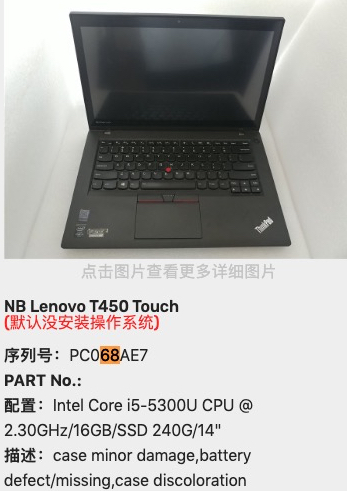 ThinkPad
点击图片查看更多详细图片
NB Lenovo T450 Touch
(默认没安装操作系统)
序列号：PC068AE7
PART No.:
配置：Intel Core i5-5300U CPU @
2.30GHz/16GB/SSD 240G/14"
描述：case minor damage,battery
defect/missing,case discoloration